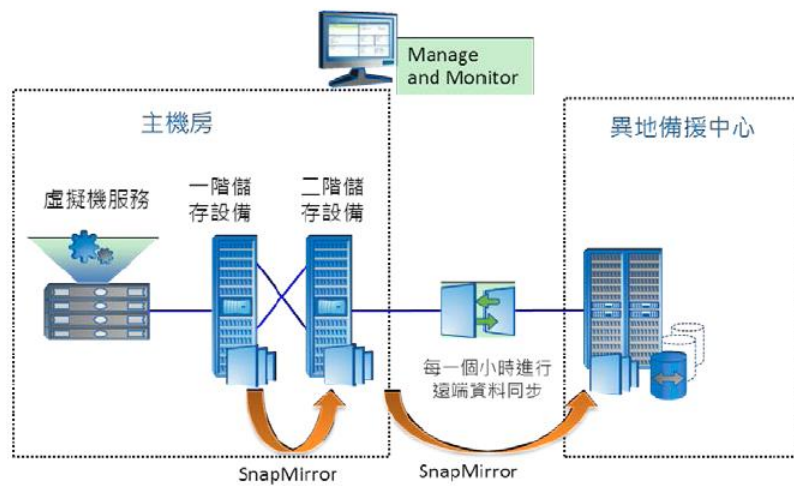 Manage
and Monitor
主機房
異地備援中心
虛擬機服務
一階儲
存設備
二階儲
存設備
每一個小時進行
遠端資料同步
SnapMirror
SnapMirror